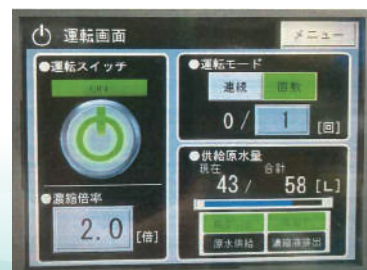 運転画面
メニュー
●運転スイッチ
ON
●濃縮倍率
2.0 [倍]
●運転モード
連続 回数
0 / 1 [回]
●供給原水量
現在 合計
43 / 58 [L]
原水供給 濃縮液排出